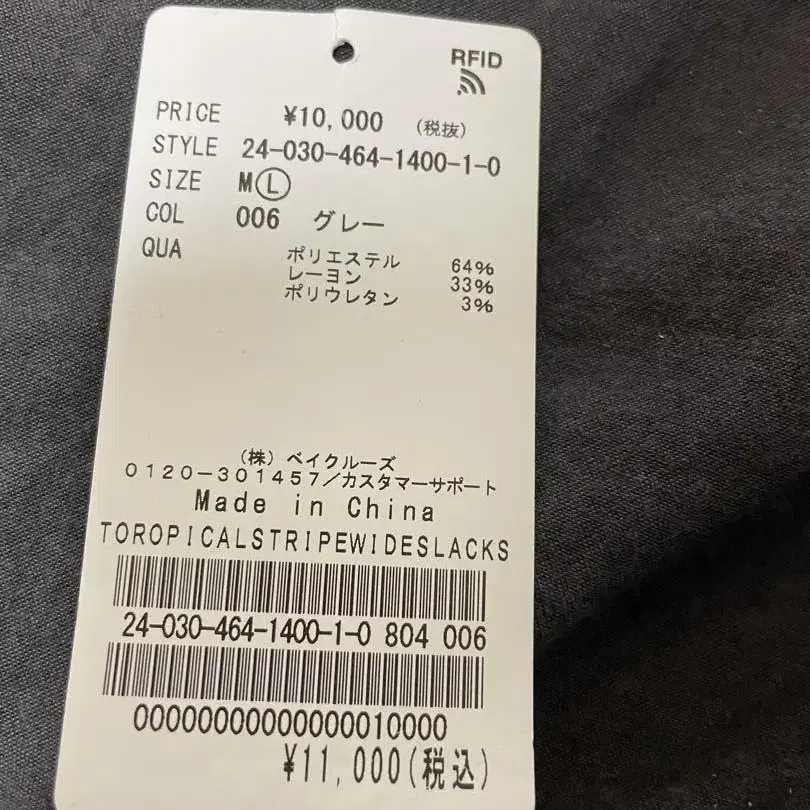 RFID
PRICE ¥10,000 (税抜)
STYLE 24-030-464-1400-1-0
SIZE M Ⓛ
COL 006 グレー
QUA ポリエステル 64%
レーヨン 33%
ポリウレタン 3%
(株) ベイクルーズ
0120-301457/カスタマーサポート
Made in China
TOROPICALSTRIPEWIDESLACKS
24-030-464-1400-1-0 804 006
00000000000000010000
¥11,000(税込)